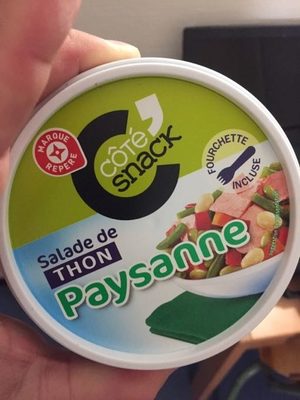 MARQUE
REPÈRE
CÔTÉ
snack
FOURCHETTE
INCLUSE
Salade de
THON
Paysanne